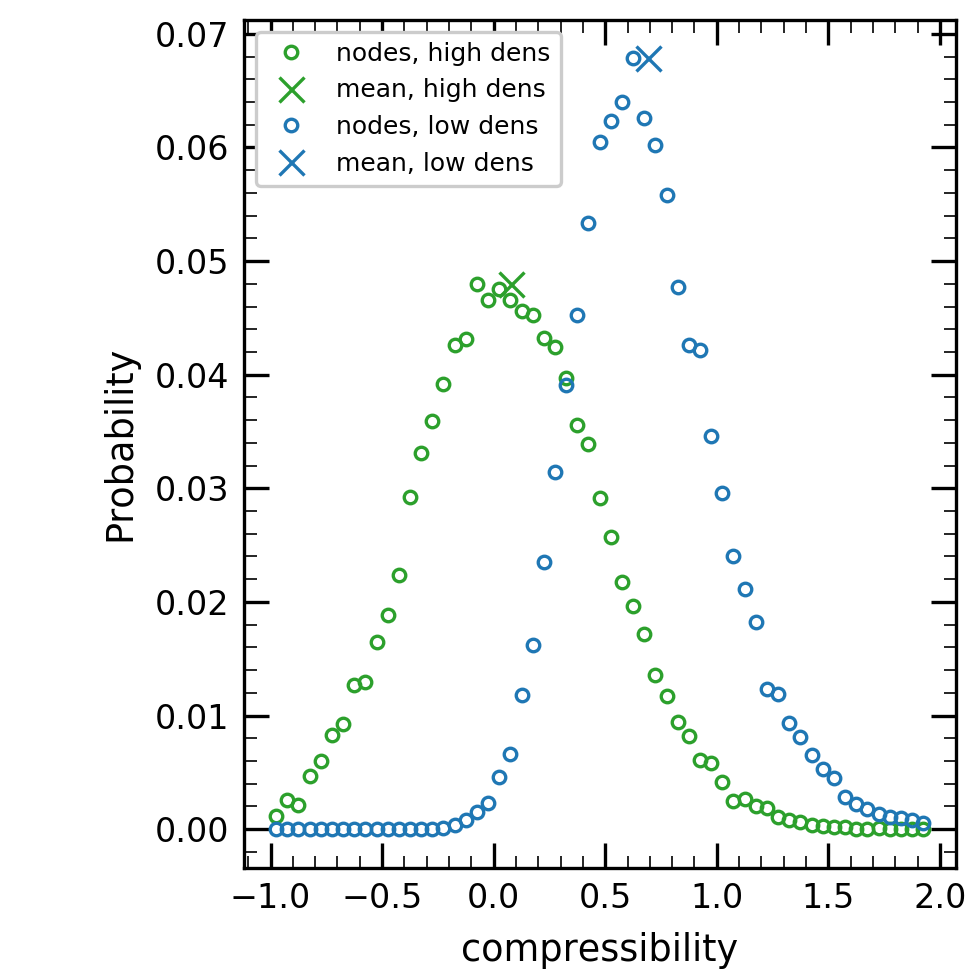 nodes, high dens
mean, high dens
nodes, low dens
mean, low dens
0.07
0.06
0.05
0.04
0.03
0.02
0.01
0.00
Probability
−1.0 −0.5 0.0 0.5 1.0 1.5 2.0
compressibility